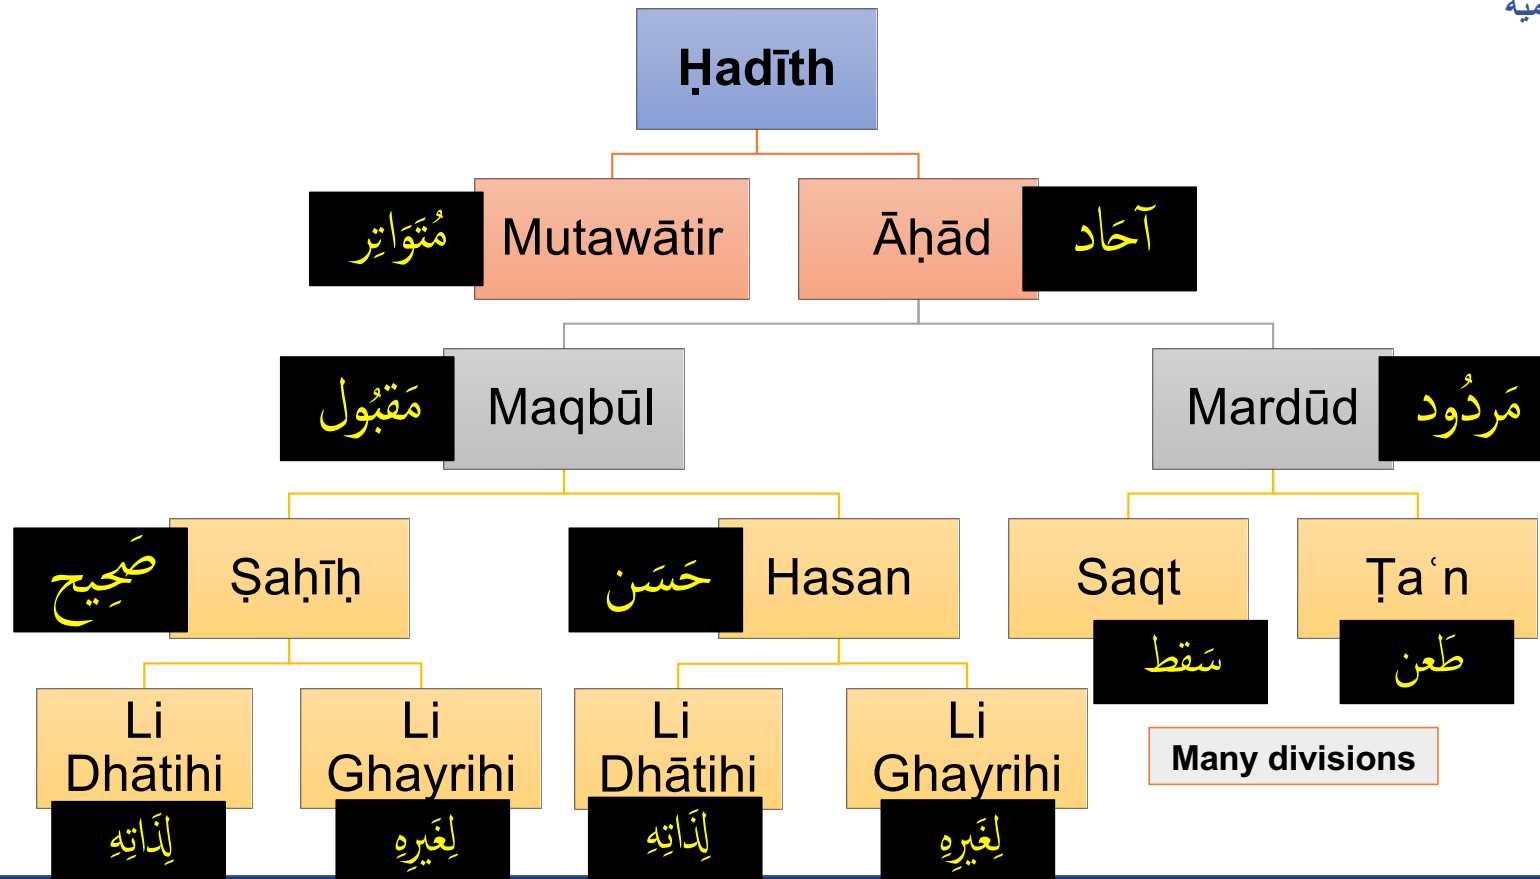 Ḥadīth
مُتَوَاتِر
Mutawātir
Āḥād
آحَاد
مَقبُول
Maqbūl
Mardūd
مَردُود
صَحِيح
Ṣaḥīḥ
حَسَن
Hasan
Saqt
سَقط
Ṭaʿn
طَعن
Li
Dhātihi
لِذَاتِهِ
Li
Ghayrihi
لِغَيرِهِ
Li
Dhātihi
لِذَاتِهِ
Li
Ghayrihi
لِغَيرِهِ
Many divisions